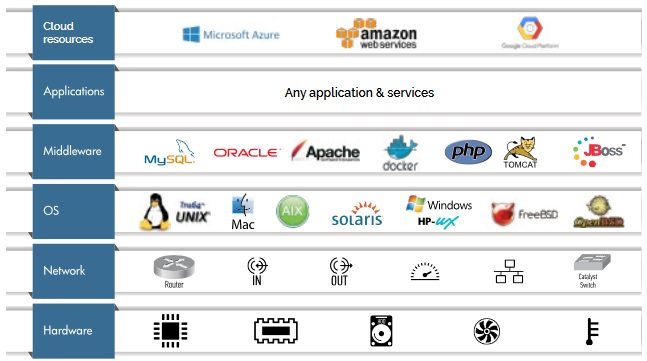 Cloud
resources
Microsoft Azure
amazon
web services
Google Cloud Platform
Applications
Any application & services
Middleware
MySQL
ORACLE
Apache
docker
php
TOMCAT
JBoss
OS
UNIX
Mac
AIX
solaris
Windows
HP-UX
FreeBSD
OpenBSD
Network
Router
IN
OUT
Catalyst
Switch
Hardware